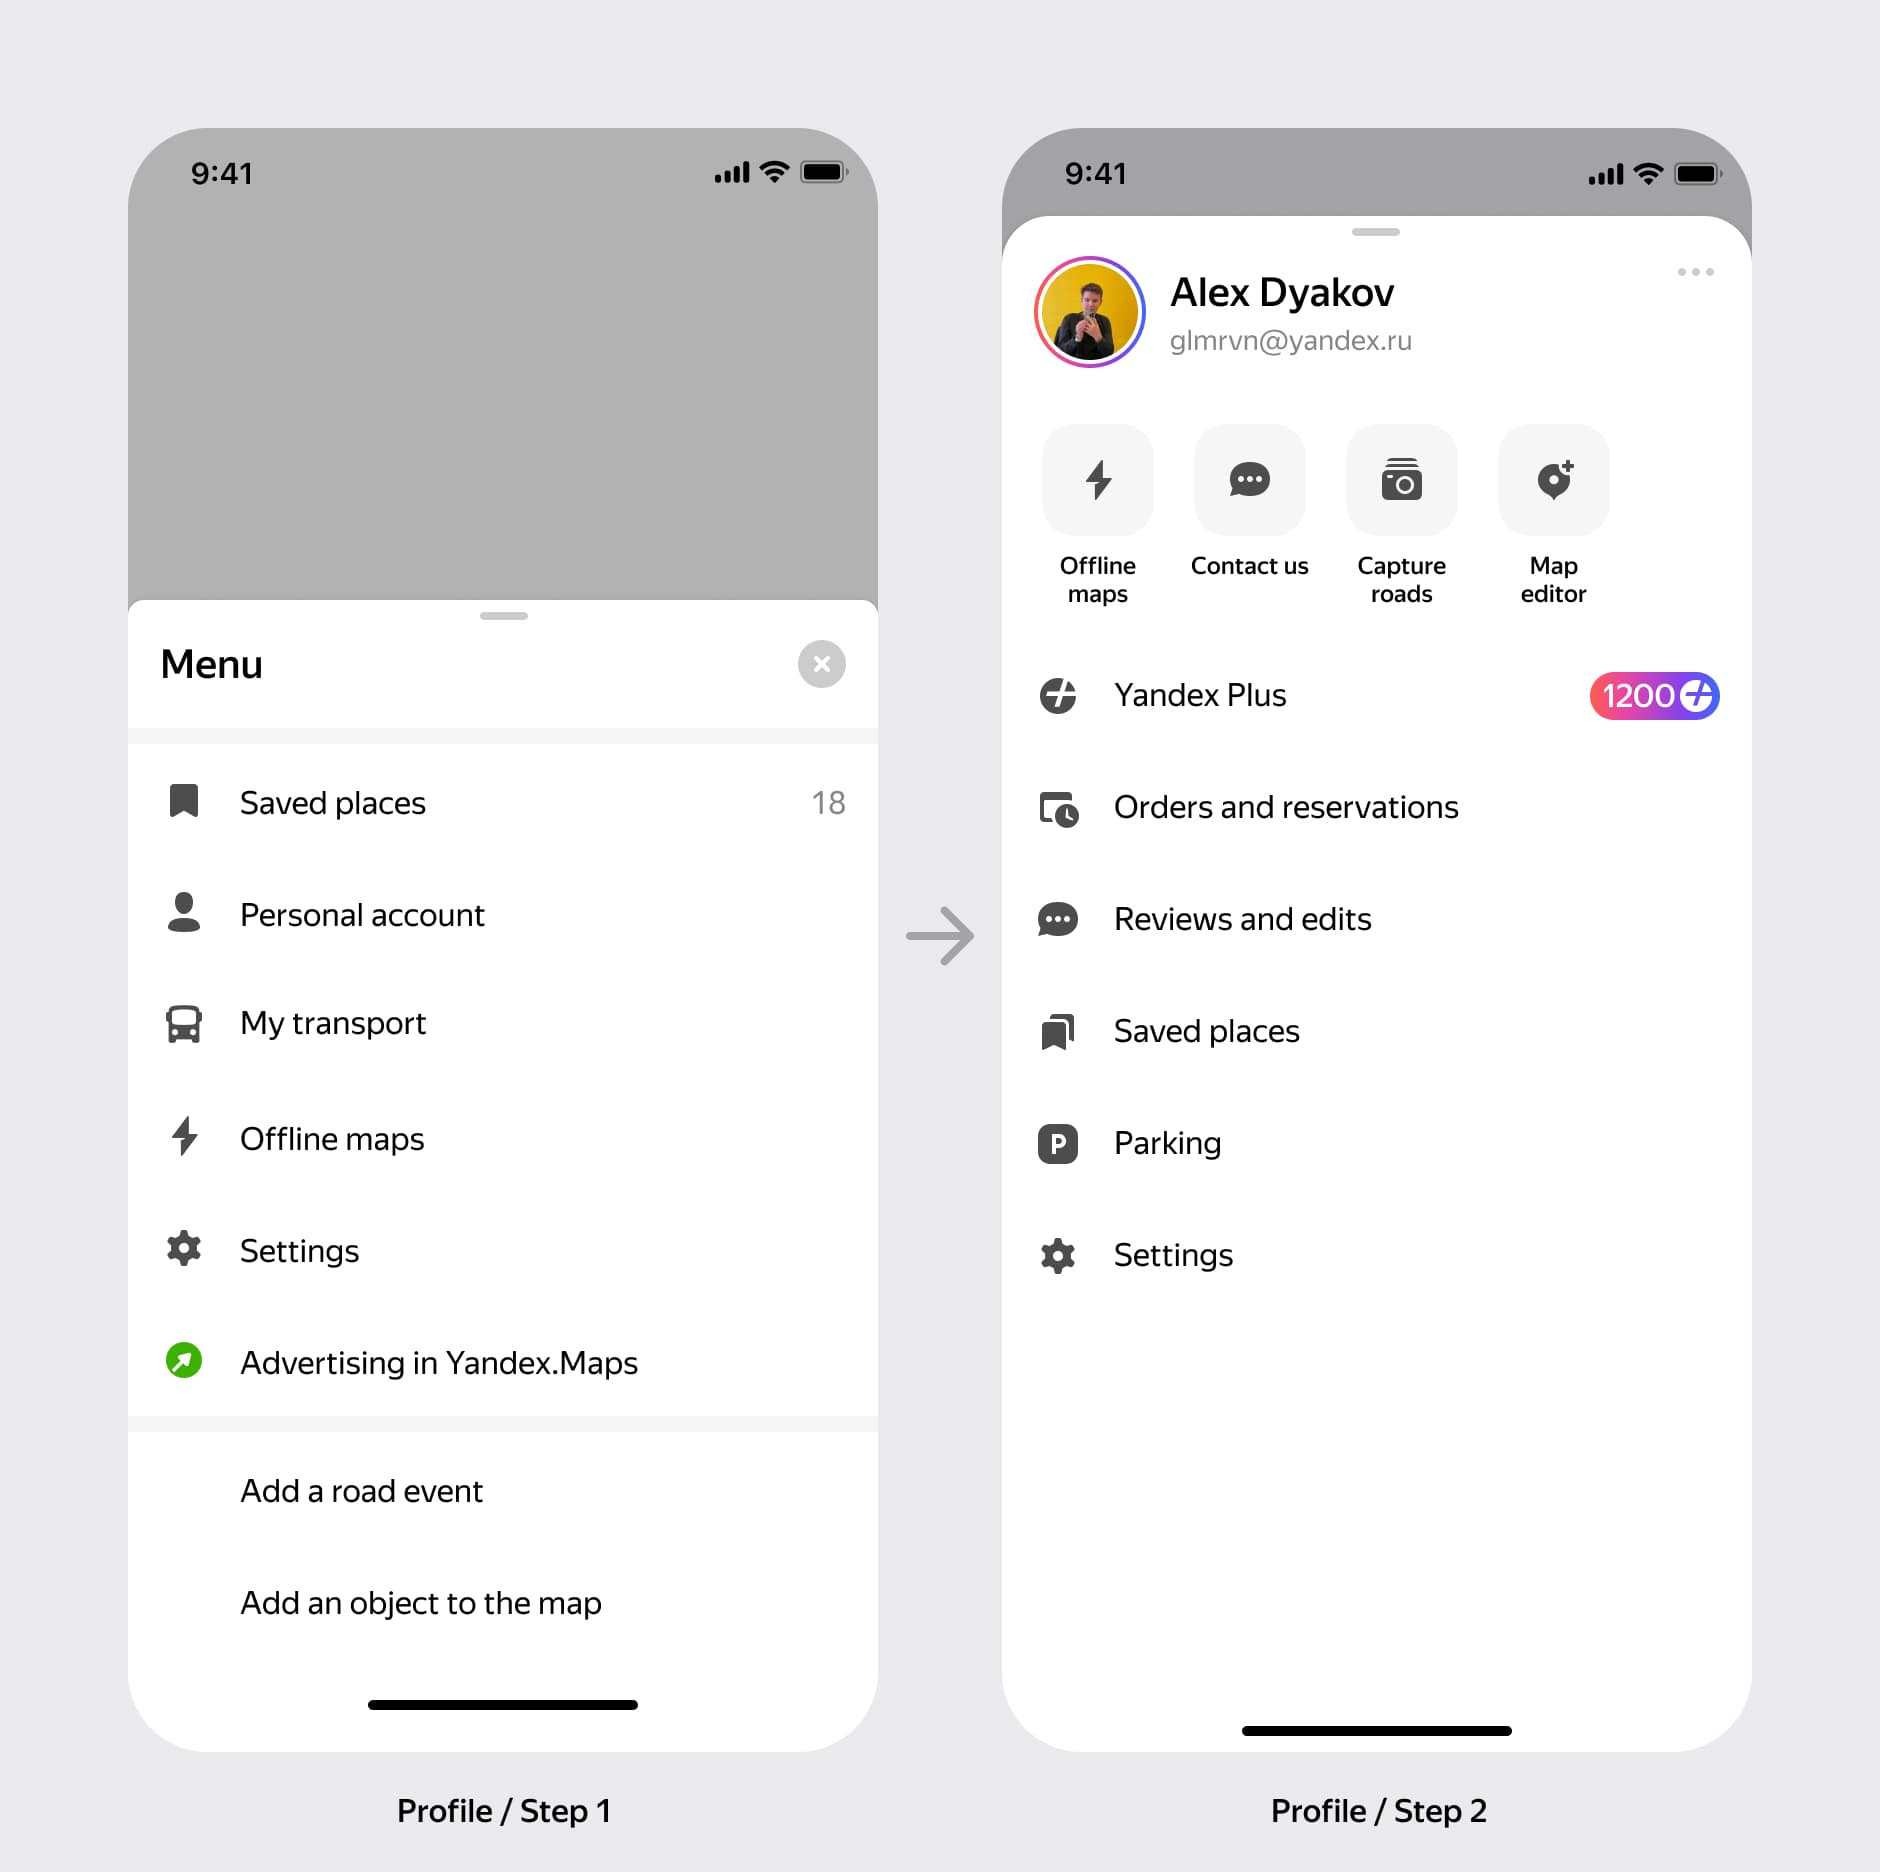 9:41
Menu
Saved places
18
Personal account
My transport
Offline maps
Settings
Advertising in Yandex.Maps
Add a road event
Add an object to the map
Profile / Step 1
9:41
Alex Dyakov
glmrvn@yandex.ru
Offline
maps
Contact us
Capture
roads
Map
editor
Yandex Plus
1200
Orders and reservations
Reviews and edits
Saved places
P
Parking
Settings
Profile / Step 2